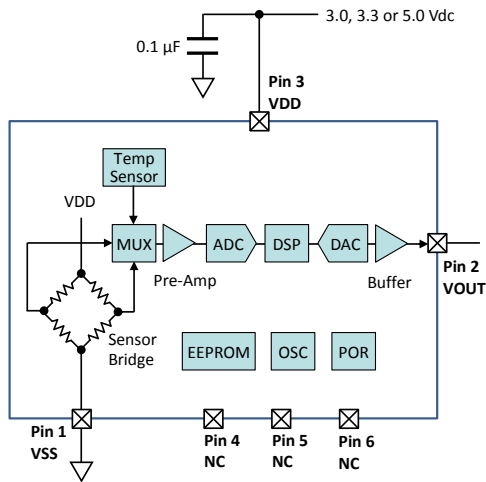 3.0, 3.3 or 5.0 Vdc
0.1 µF
Pin 3
VDD
Temp
Sensor
VDD
MUX
ADC
DSP
DAC
Pre-Amp
Buffer
Pin 2
VOUT
Sensor
Bridge
EEPROM
OSC
POR
Pin 1
VSS
Pin 4
NC
Pin 5
NC
Pin 6
NC